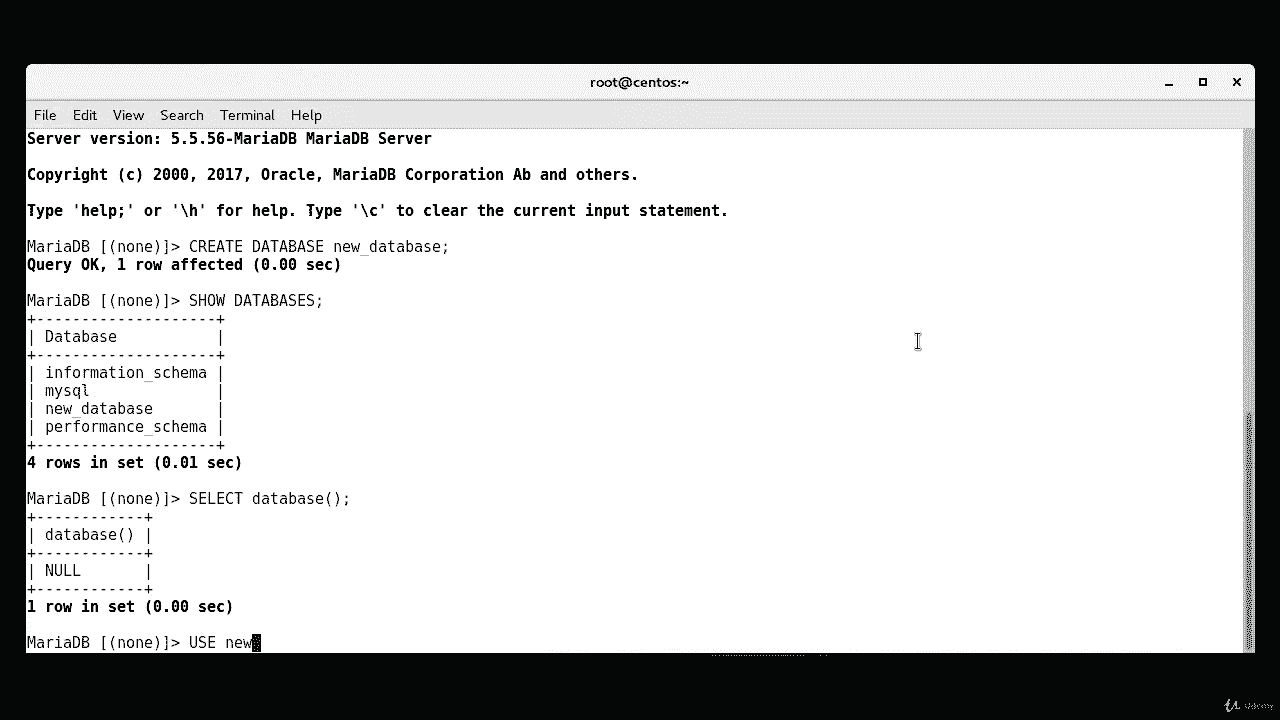 root@centos:~
File Edit View Search Terminal Help
Server version: 5.5.56-MariaDB MariaDB Server
Copyright (c) 2000, 2017, Oracle, MariaDB Corporation Ab and others.
Type 'help;' or '\h' for help. Type '\c' to clear the current input statement.
MariaDB [(none)]> CREATE DATABASE new_database;
Query OK, 1 row affected (0.00 sec)
MariaDB [(none)]> SHOW DATABASES;
+--------------------+
| Database           |
+--------------------+
| information_schema |
| mysql              |
| new_database       |
| performance_schema |
+--------------------+
4 rows in set (0.01 sec)
MariaDB [(none)]> SELECT database();
+------------+
| database() |
+------------+
| NULL       |
+------------+
1 row in set (0.00 sec)
MariaDB [(none)]> USE new
Udemy